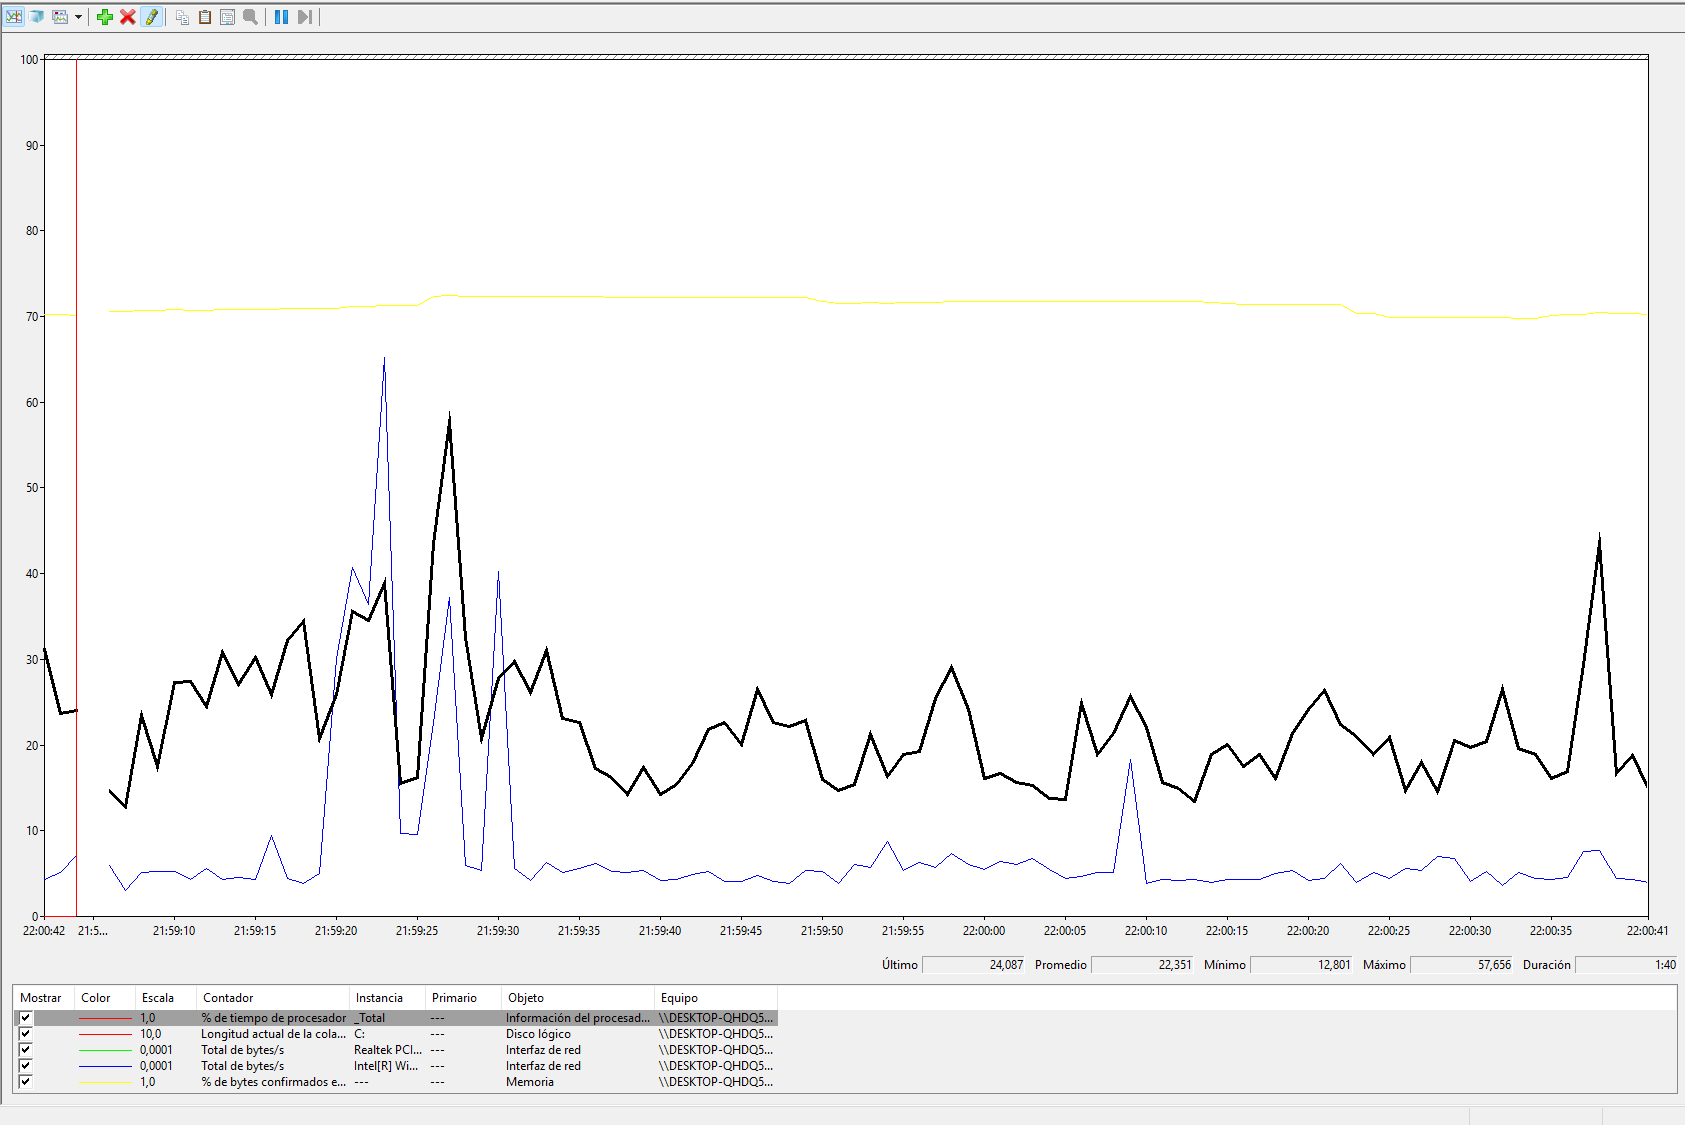 100
90
80
70
60
50
40
30
20
10
0
22:00:42 21:5... 21:59:10 21:59:15 21:59:20 21:59:25 21:59:30 21:59:35 21:59:40 21:59:45 21:59:50 21:59:55 22:00:00 22:00:05 22:00:10 22:00:15 22:00:20 22:00:25 22:00:30 22:00:35 22:00:41
Último 24,087 Promedio 22,351 Mínimo 12,801 Máximo 57,656 Duración 1:40
Mostrar Color Escala Contador Instancia Primario Objeto Equipo
1,0 % de tiempo de procesador _Total --- Información del procesad... \\DESKTOP-QHDQ5...
10,0 Longitud actual de la cola... C: --- Disco lógico \\DESKTOP-QHDQ5...
0,0001 Total de bytes/s Realtek PCI... --- Interfaz de red \\DESKTOP-QHDQ5...
0,0001 Total de bytes/s Intel[R] Wi... --- Interfaz de red \\DESKTOP-QHDQ5...
1,0 % de bytes confirmados e... --- --- Memoria \\DESKTOP-QHDQ5...